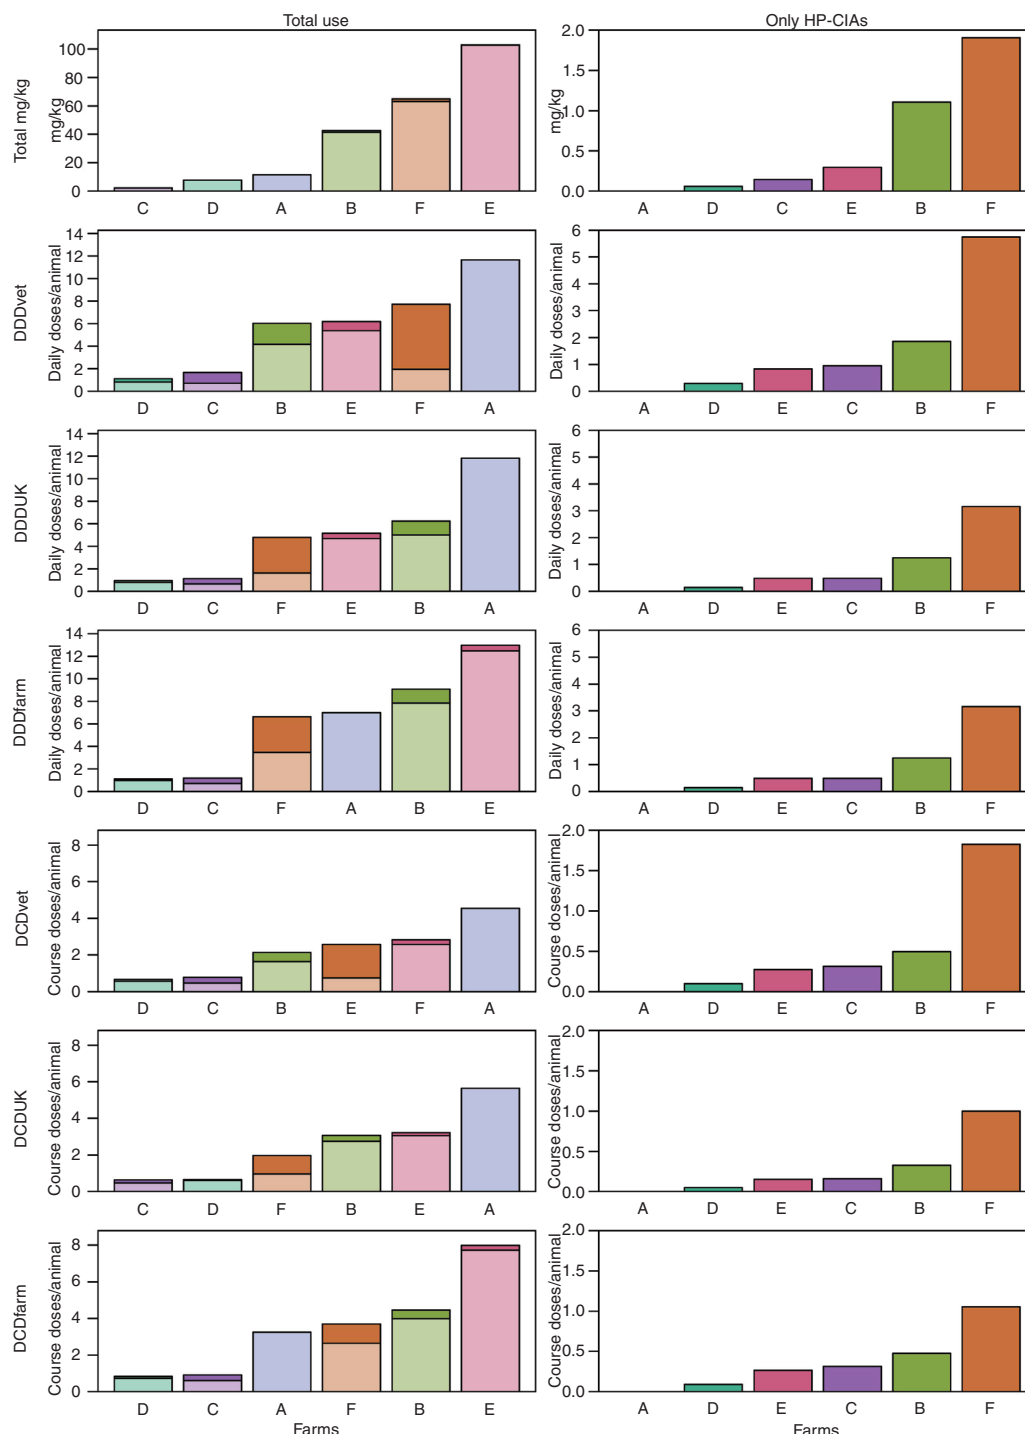 Total use
Only HP-CIAs
Total mg/kg
mg/kg
100
80
60
40
20
0
C D A B F E
mg/kg
2.0
1.5
1.0
0.5
0.0
A D C E B F
DDDvet
Daily doses/animal
14
12
10
8
6
4
2
0
D C B E F A
Daily doses/animal
6
5
4
3
2
1
0
A D E C B F
DDDUK
Daily doses/animal
14
12
10
8
6
4
2
0
D C F E B A
Daily doses/animal
6
5
4
3
2
1
0
A D E C B F
DDDfarm
Daily doses/animal
14
12
10
8
6
4
2
0
D C F A B E
Daily doses/animal
6
5
4
3
2
1
0
A D E C B F
DCDvet
Course doses/animal
8
6
4
2
0
D C B E F A
Course doses/animal
2.0
1.5
1.0
0.5
0.0
A D E C B F
DCDUK
Course doses/animal
8
6
4
2
0
C D F B E A
Course doses/animal
2.0
1.5
1.0
0.5
0.0
A D E C B F
DCDfarm
Course doses/animal
8
6
4
2
0
D C A F B E
Farms
Course doses/animal
2.0
1.5
1.0
0.5
0.0
A D E C B F
Farms